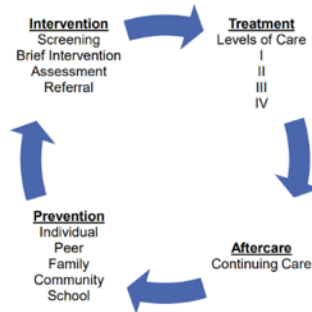 Intervention
Screening
Brief Intervention
Assessment
Referral
Treatment
Levels of Care
I
II
III
IV
Aftercare
Continuing Care
Prevention
Individual
Peer
Family
Community
School